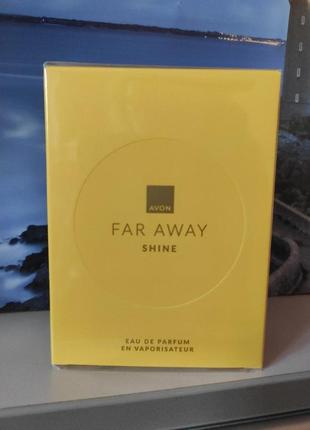 AVON
FAR AWAY
SHINE
EAU DE PARFUM
EN VAPORISATEUR